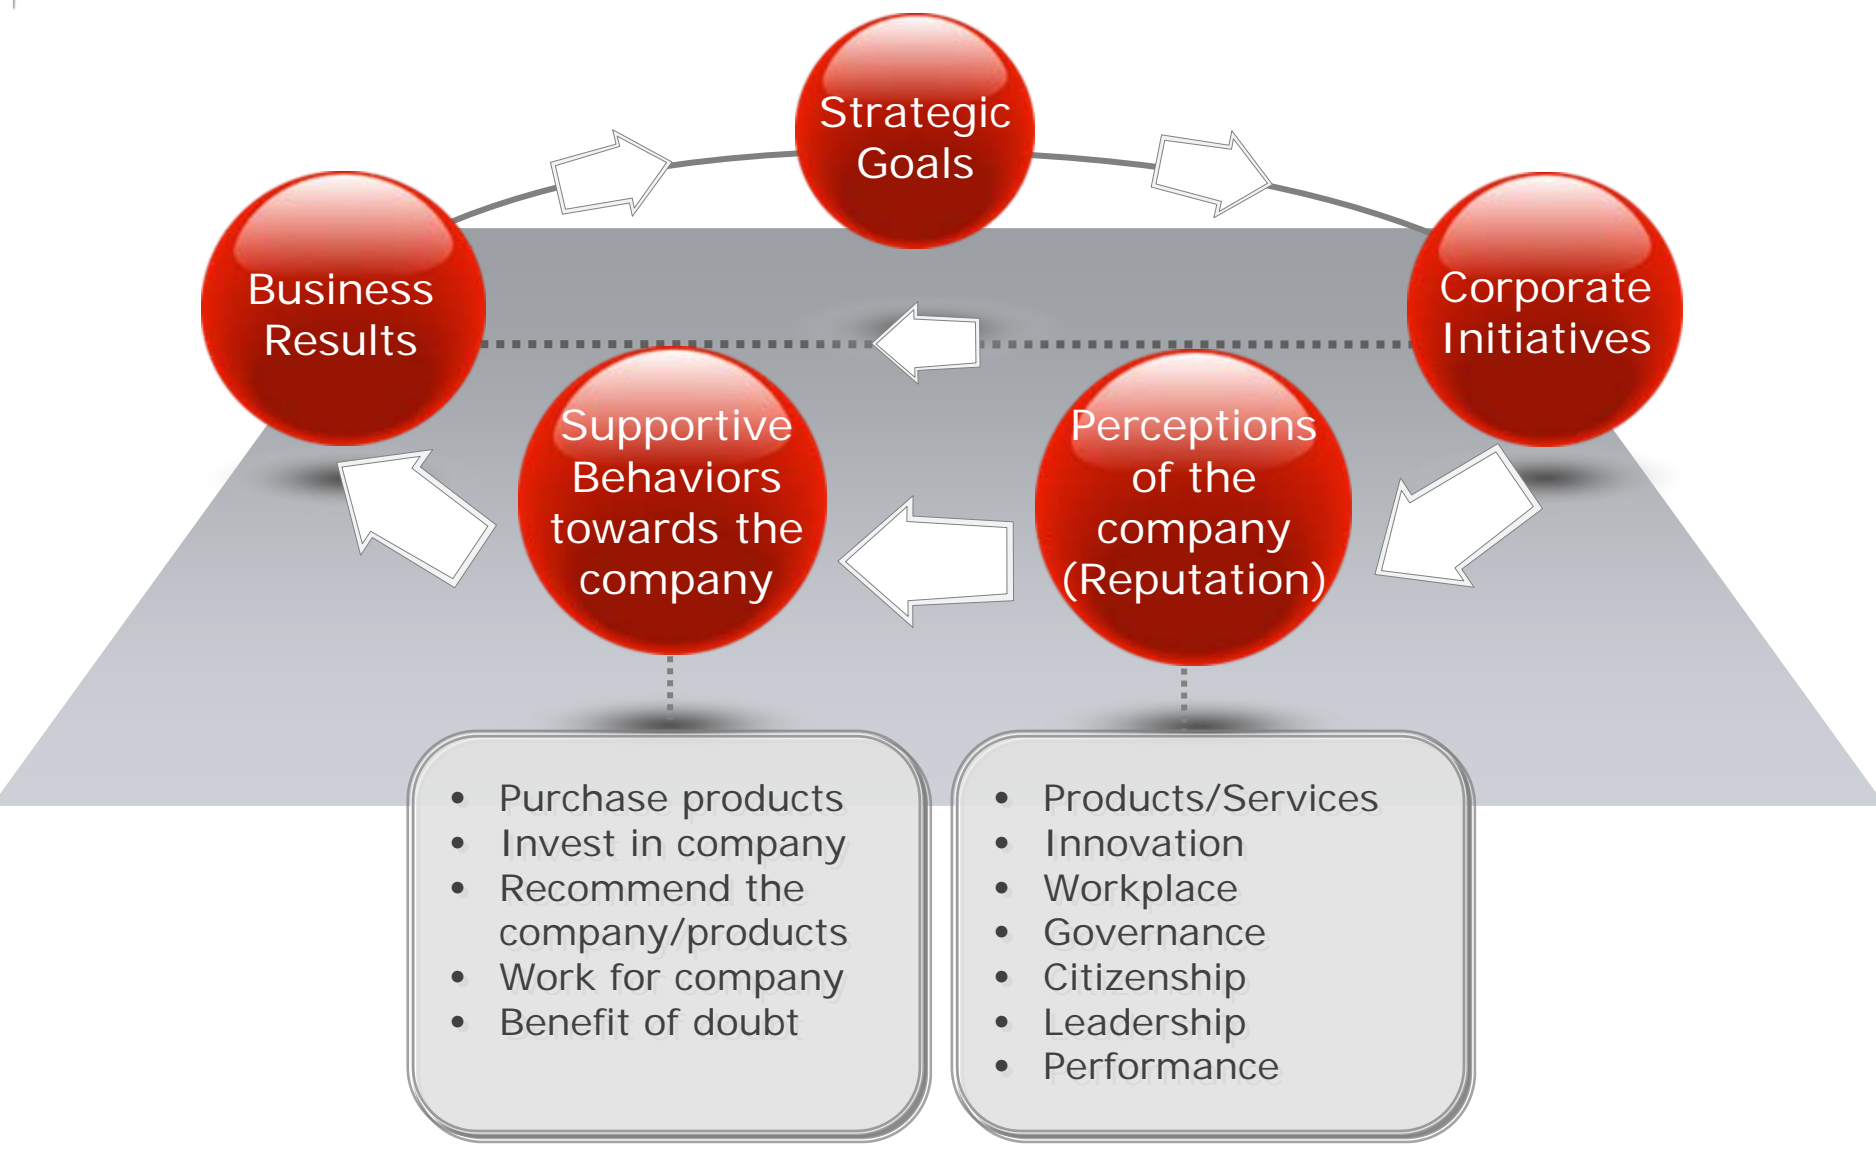 Strategic
Goals
Business
Results
Corporate
Initiatives
Supportive
Behaviors
towards the
company
Perceptions
of the
company
(Reputation)
• Purchase products
• Invest in company
• Recommend the
company/products
• Work for company
• Benefit of doubt
• Products/Services
• Innovation
• Workplace
• Governance
• Citizenship
• Leadership
• Performance